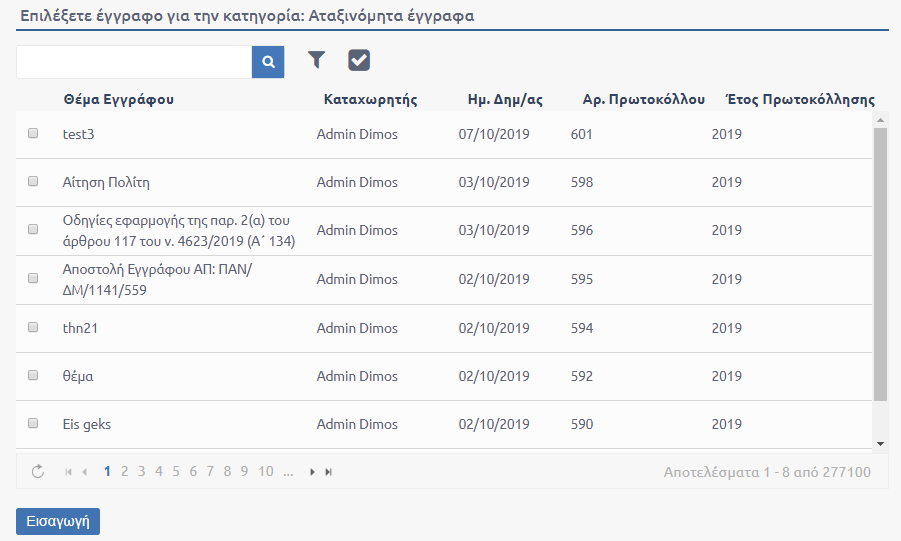 Επιλέξετε έγγραφο για την κατηγορία: Αταξινόμητα έγγραφα
Θέμα Εγγράφου Καταχωρητής Ημ. Δημ/ας Αρ. Πρωτοκόλλου Έτος Πρωτοκόλλησης
test3 Admin Dimos 07/10/2019 601 2019
Αίτηση Πολίτη Admin Dimos 03/10/2019 598 2019
Οδηγίες εφαρμογής της παρ. 2(α) του
άρθρου 117 του ν. 4623/2019 (Α΄ 134) Admin Dimos 03/10/2019 596 2019
Αποστολή Εγγράφου ΑΠ: ΠΑΝ/
ΔΜ/1141/559 Admin Dimos 02/10/2019 595 2019
thn21 Admin Dimos 02/10/2019 594 2019
θέμα Admin Dimos 02/10/2019 592 2019
Eis geks Admin Dimos 02/10/2019 590 2019
1 2 3 4 5 6 7 8 9 10 ... Αποτελέσματα 1 - 8 από 277100
Εισαγωγή